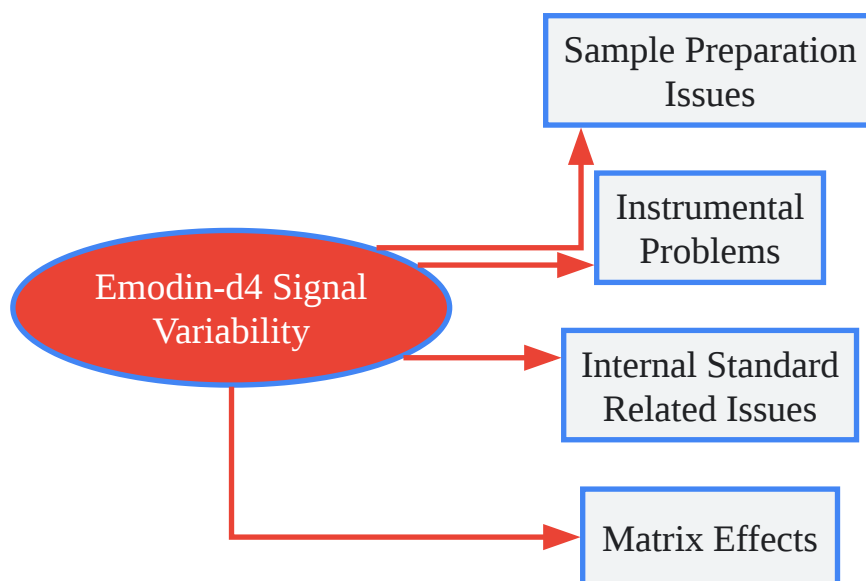 Sample Preparation
Issues
Instrumental
Problems
Emodin-d4 Signal
Variability
Internal Standard
Related Issues
Matrix Effects